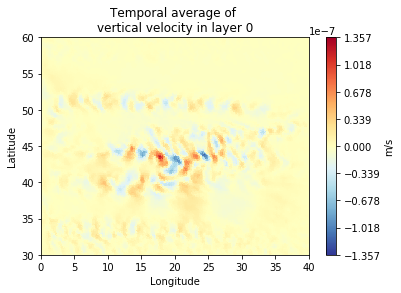 Temporal average of
vertical velocity in layer 0
1e−7
60
55
50
45
40
35
30
Latitude
0 5 10 15 20 25 30 35 40
Longitude
1.357
1.018
0.678
0.339
0.000
−0.339
−0.678
−1.018
−1.357
m/s